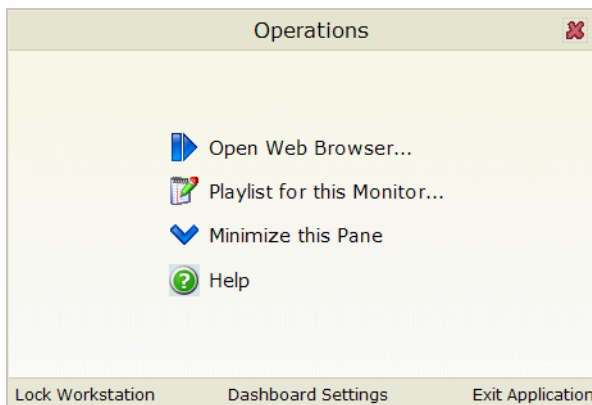 Operations
Open Web Browser...
Playlist for this Monitor...
Minimize this Pane
Help
Lock Workstation Dashboard Settings Exit Application